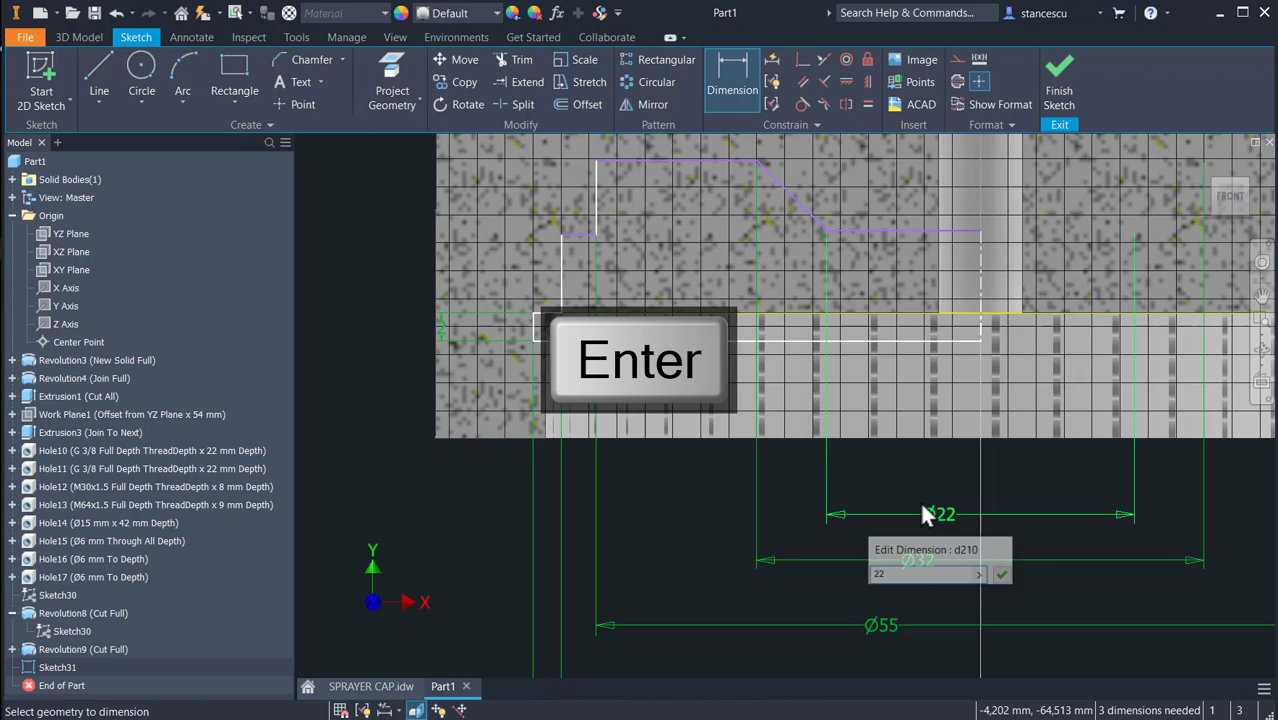 Material
Default
Part1
Search Help & Commands...
stancescu
File
3D Model
Sketch
Annotate
Inspect
Tools
Manage
View
Environments
Get Started
Collaborate
Start
2D Sketch
Line
Circle
Arc
Rectangle
Chamfer
Text
Point
Project
Geometry
Move
Copy
Rotate
Trim
Extend
Split
Scale
Stretch
Offset
Rectangular
Circular
Mirror
Dimension
Image
Points
ACAD
Show Format
Finish
Sketch
Sketch
Create
Modify
Pattern
Constrain
Insert
Format
Exit
Model
Part1
Solid Bodies(1)
View: Master
Origin
YZ Plane
XZ Plane
XY Plane
X Axis
Y Axis
Z Axis
Center Point
Revolution3 (New Solid Full)
Revolution4 (Join Full)
Extrusion1 (Cut All)
Work Plane1 (Offset from YZ Plane x 54 mm)
Extrusion3 (Join To Next)
Hole10 (G 3/8 Full Depth ThreadDepth x 22 mm Depth)
Hole11 (G 3/8 Full Depth ThreadDepth x 22 mm Depth)
Hole12 (M30x1.5 Full Depth ThreadDepth x 8 mm Depth)
Hole13 (M64x1.5 Full Depth ThreadDepth x 9 mm Depth)
Hole14 (Ø15 mm x 42 mm Depth)
Hole15 (Ø6 mm Through All Depth)
Hole16 (Ø6 mm To Depth)
Hole17 (Ø6 mm To Depth)
Sketch30
Revolution8 (Cut Full)
Sketch30
Revolution9 (Cut Full)
Sketch31
End of Part
FRONT
2
Enter
Ø22
Edit Dimension : d210
Ø32
22
Ø55
Y
X
SPRAYER CAP.idw
Part1
Select geometry to dimension
-4,202 mm, -64,513 mm
3 dimensions needed
1
3